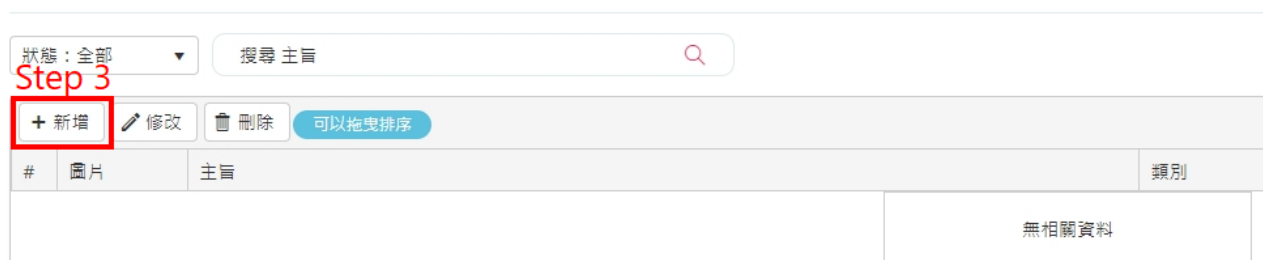 狀態：全部
搜尋 主旨
Step 3
新增 修改 刪除 可以拖曳排序
# 圖片 主旨 類別
無相關資料